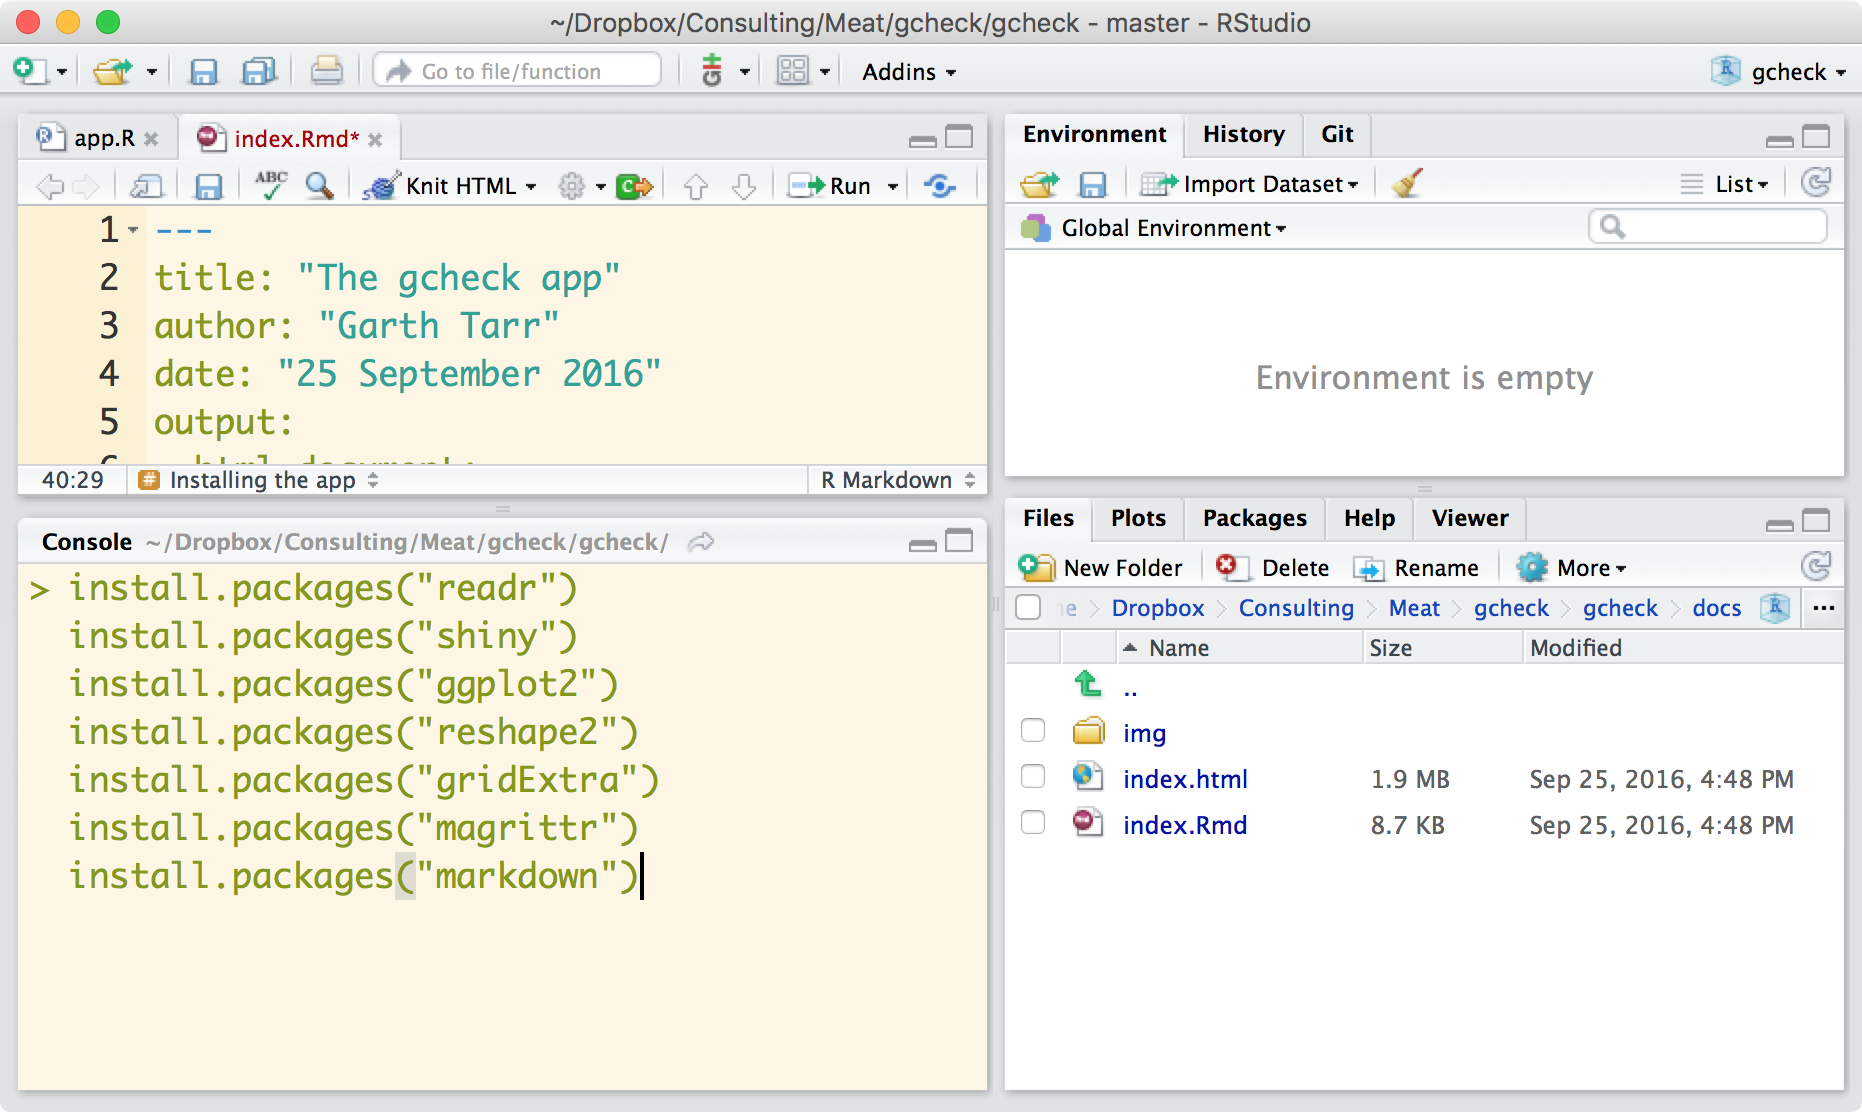 ~/Dropbox/Consulting/Meat/gcheck/gcheck - master - RStudio
Go to file/function
Addins
gcheck
app.R
index.Rmd*
ABC
Knit HTML
Run
1 ---
2 title: "The gcheck app"
3 author: "Garth Tarr"
4 date: "25 September 2016"
5 output:
6 html_document:
40:29 # Installing the app R Markdown
Console ~/Dropbox/Consulting/Meat/gcheck/gcheck/
> install.packages("readr")
install.packages("shiny")
install.packages("ggplot2")
install.packages("reshape2")
install.packages("gridExtra")
install.packages("magrittr")
install.packages("markdown")
Environment History Git
Import Dataset List
Global Environment
Environment is empty
Files Plots Packages Help Viewer
New Folder Delete Rename More
Dropbox Consulting Meat gcheck gcheck docs ...
Name Size Modified
..
img
index.html 1.9 MB Sep 25, 2016, 4:48 PM
index.Rmd 8.7 KB Sep 25, 2016, 4:48 PM